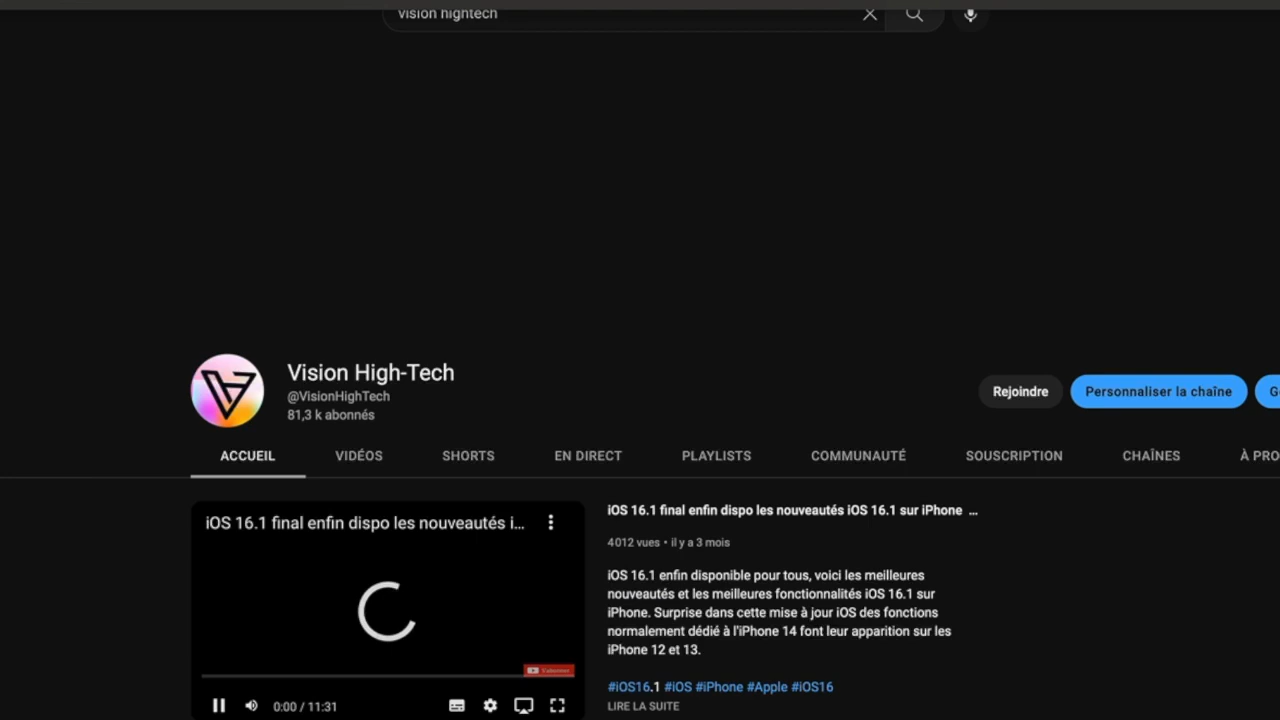 vision hightech
Vision High-Tech
@VisionHighTech
81,3 k abonnés
Rejoindre
Personnaliser la chaîne
ACCUEIL
VIDÉOS
SHORTS
EN DIRECT
PLAYLISTS
COMMUNAUTÉ
SOUSCRIPTION
CHAÎNES
À PRO
iOS 16.1 final enfin dispo les nouveautés i...
iOS 16.1 final enfin dispo les nouveautés iOS 16.1 sur iPhone ...
4 012 vues • il y a 3 mois
iOS 16.1 enfin disponible pour tous, voici les meilleures
nouveautés et les meilleures fonctionnalités iOS 16.1 sur
iPhone. Surprise dans cette mise à jour iOS des fonctions
normalement dédié à l'iPhone 14 font leur apparition sur les
iPhone 12 et 13.
#iOS16.1 #iOS #iPhone #Apple #iOS16
LIRE LA SUITE
0:00 / 11:31